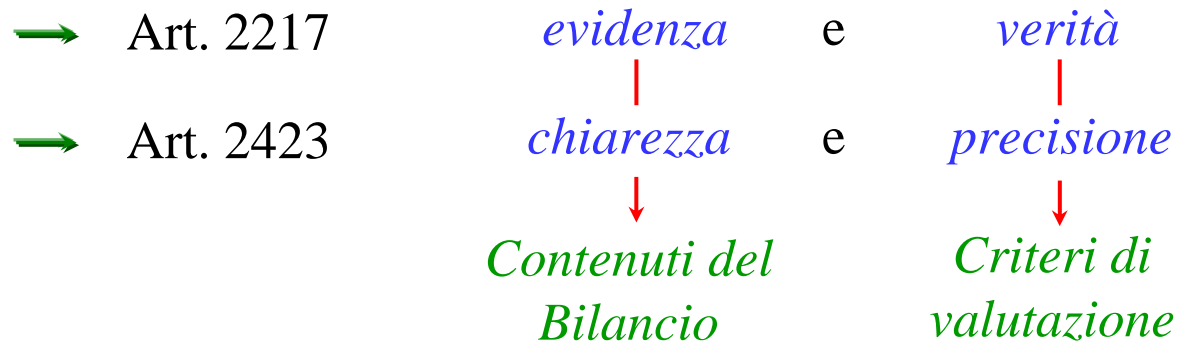 Art. 2217 evidenza e verità
Art. 2423 chiarezza e precisione
Contenuti del Criteri di
Bilancio valutazione